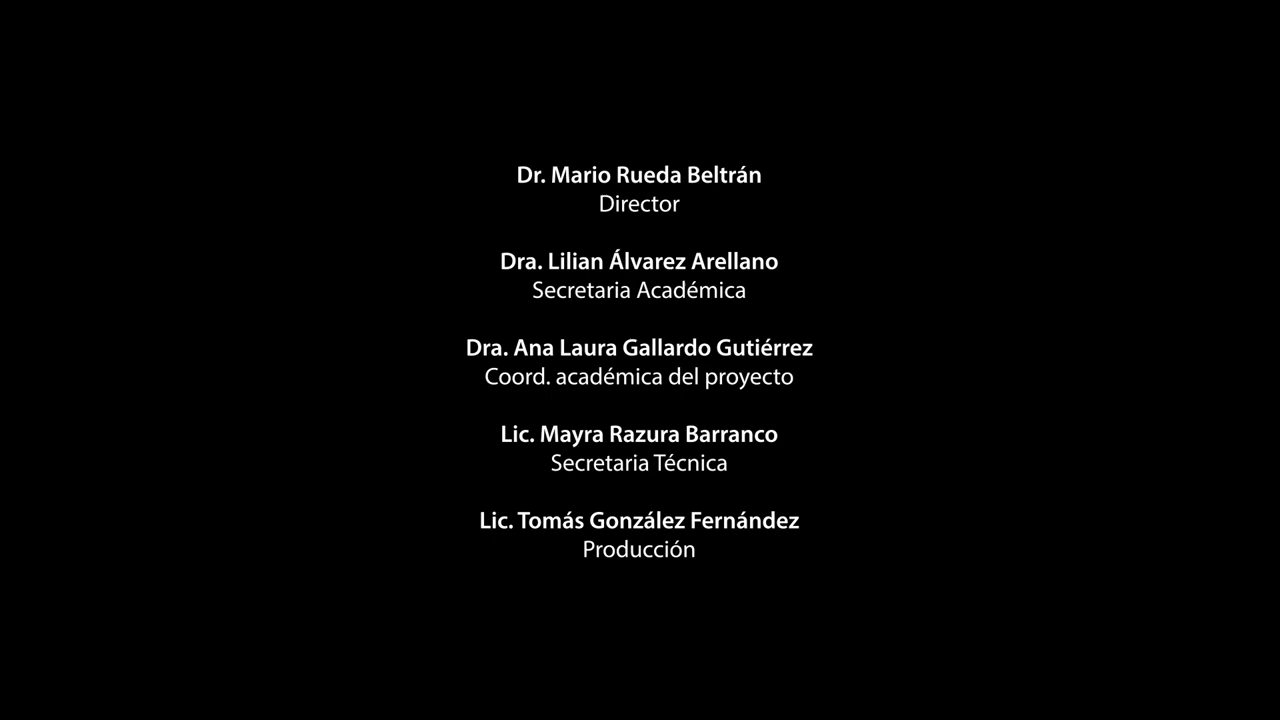 Dr. Mario Rueda Beltrán
Director
Dra. Lilian Álvarez Arellano
Secretaria Académica
Dra. Ana Laura Gallardo Gutiérrez
Coord. académica del proyecto
Lic. Mayra Razura Barranco
Secretaria Técnica
Lic. Tomás González Fernández
Producción